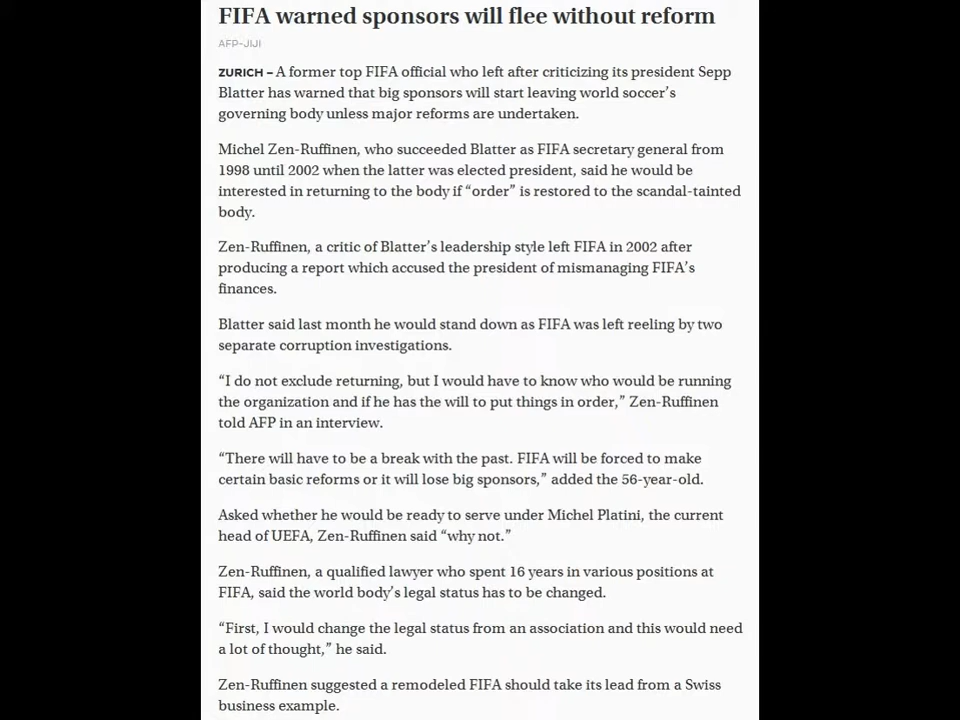 FIFA warned sponsors will flee without reform
AFP-JIJI
ZURICH – A former top FIFA official who left after criticizing its president Sepp
Blatter has warned that big sponsors will start leaving world soccer’s
governing body unless major reforms are undertaken.
Michel Zen-Ruffinen, who succeeded Blatter as FIFA secretary general from
1998 until 2002 when the latter was elected president, said he would be
interested in returning to the body if “order” is restored to the scandal-tainted
body.
Zen-Ruffinen, a critic of Blatter’s leadership style left FIFA in 2002 after
producing a report which accused the president of mismanaging FIFA’s
finances.
Blatter said last month he would stand down as FIFA was left reeling by two
separate corruption investigations.
“I do not exclude returning, but I would have to know who would be running
the organization and if he has the will to put things in order,” Zen-Ruffinen
told AFP in an interview.
“There will have to be a break with the past. FIFA will be forced to make
certain basic reforms or it will lose big sponsors,” added the 56-year-old.
Asked whether he would be ready to serve under Michel Platini, the current
head of UEFA, Zen-Ruffinen said “why not.”
Zen-Ruffinen, a qualified lawyer who spent 16 years in various positions at
FIFA, said the world body’s legal status has to be changed.
“First, I would change the legal status from an association and this would need
a lot of thought,” he said.
Zen-Ruffinen suggested a remodeled FIFA should take its lead from a Swiss
business example.